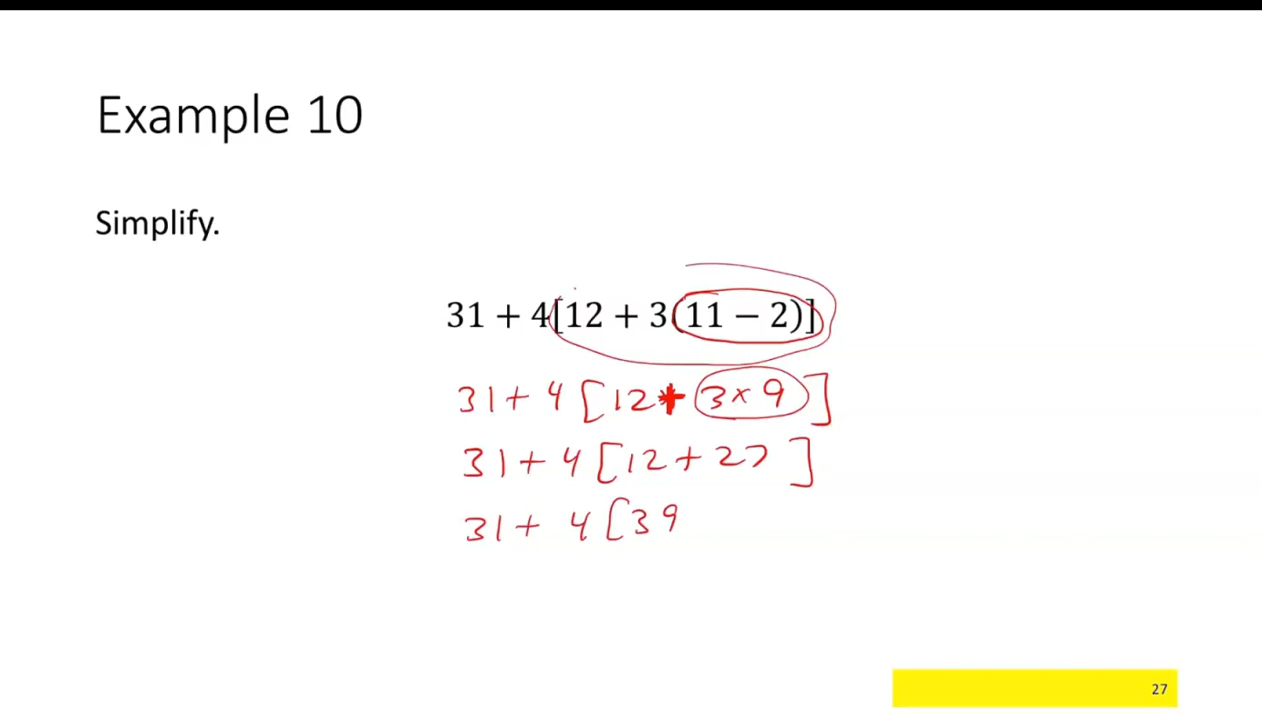 Example 10
Simplify.
31 + 4[12 + 3(11 − 2)]
31 + 4 [12 + 3 × 9]
31 + 4 [12 + 27]
31 + 4 [39
27